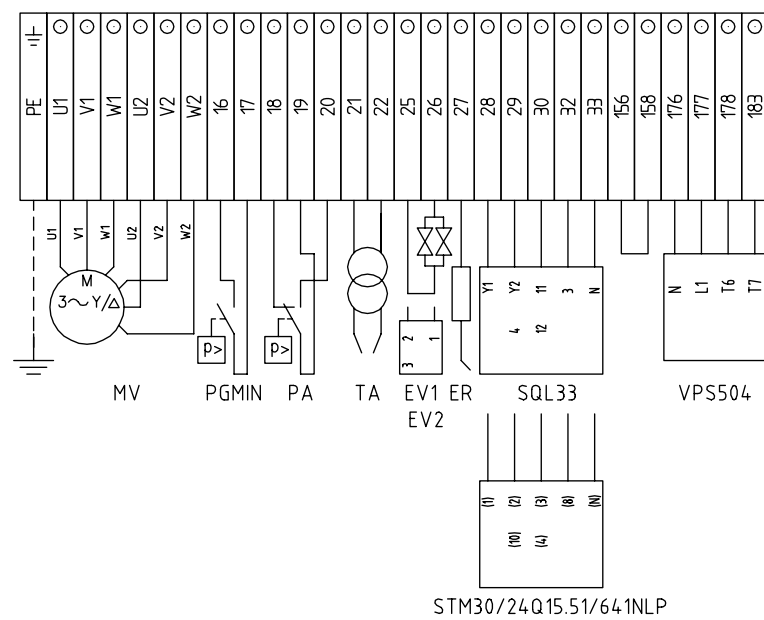 PE U1 V1 W1 U2 V2 W2 16 17 18 19 20 21 22 25 26 27 28 29 30 32 33 156 158 176 177 178 183
U1 V1 W1 U2 V2 W2
M
3~ Y/△
P> P>
2 1
3
Y1 Y2 11 3 N
4 12
N L1 T6 T7
MV PGMIN PA TA EV1 ER SQL33 VPS504
EV2
(1) (2) (3) (8) (N)
(10) (4)
STM30/24Q15.51/641NLP